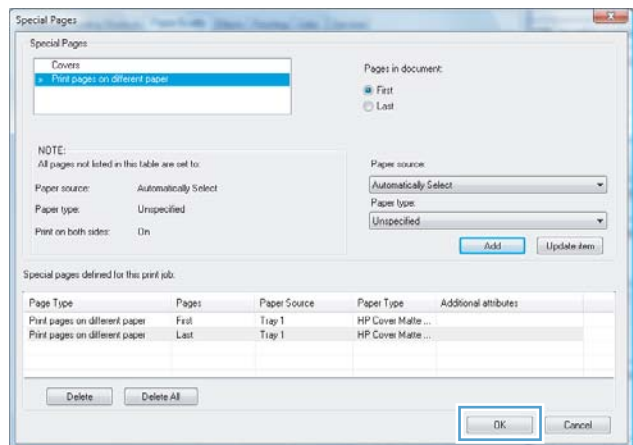 Special Pages
Special Pages
Covers
» Print pages on different paper
Pages in document:
First
Last
NOTE:
All pages not listed in this table are set to:
Paper source: Automatically Select
Paper type: Unspecified
Print on both sides: On
Paper source:
Automatically Select
Paper type:
Unspecified
Add Update item
Special pages defined for this print job.
Page Type Pages Paper Source Paper Type Additional attributes
Print pages on different paper First Tray 1 HP Cover Matte ...
Print pages on different paper Last Tray 1 HP Cover Matte ...
Delete Delete All
OK Cancel